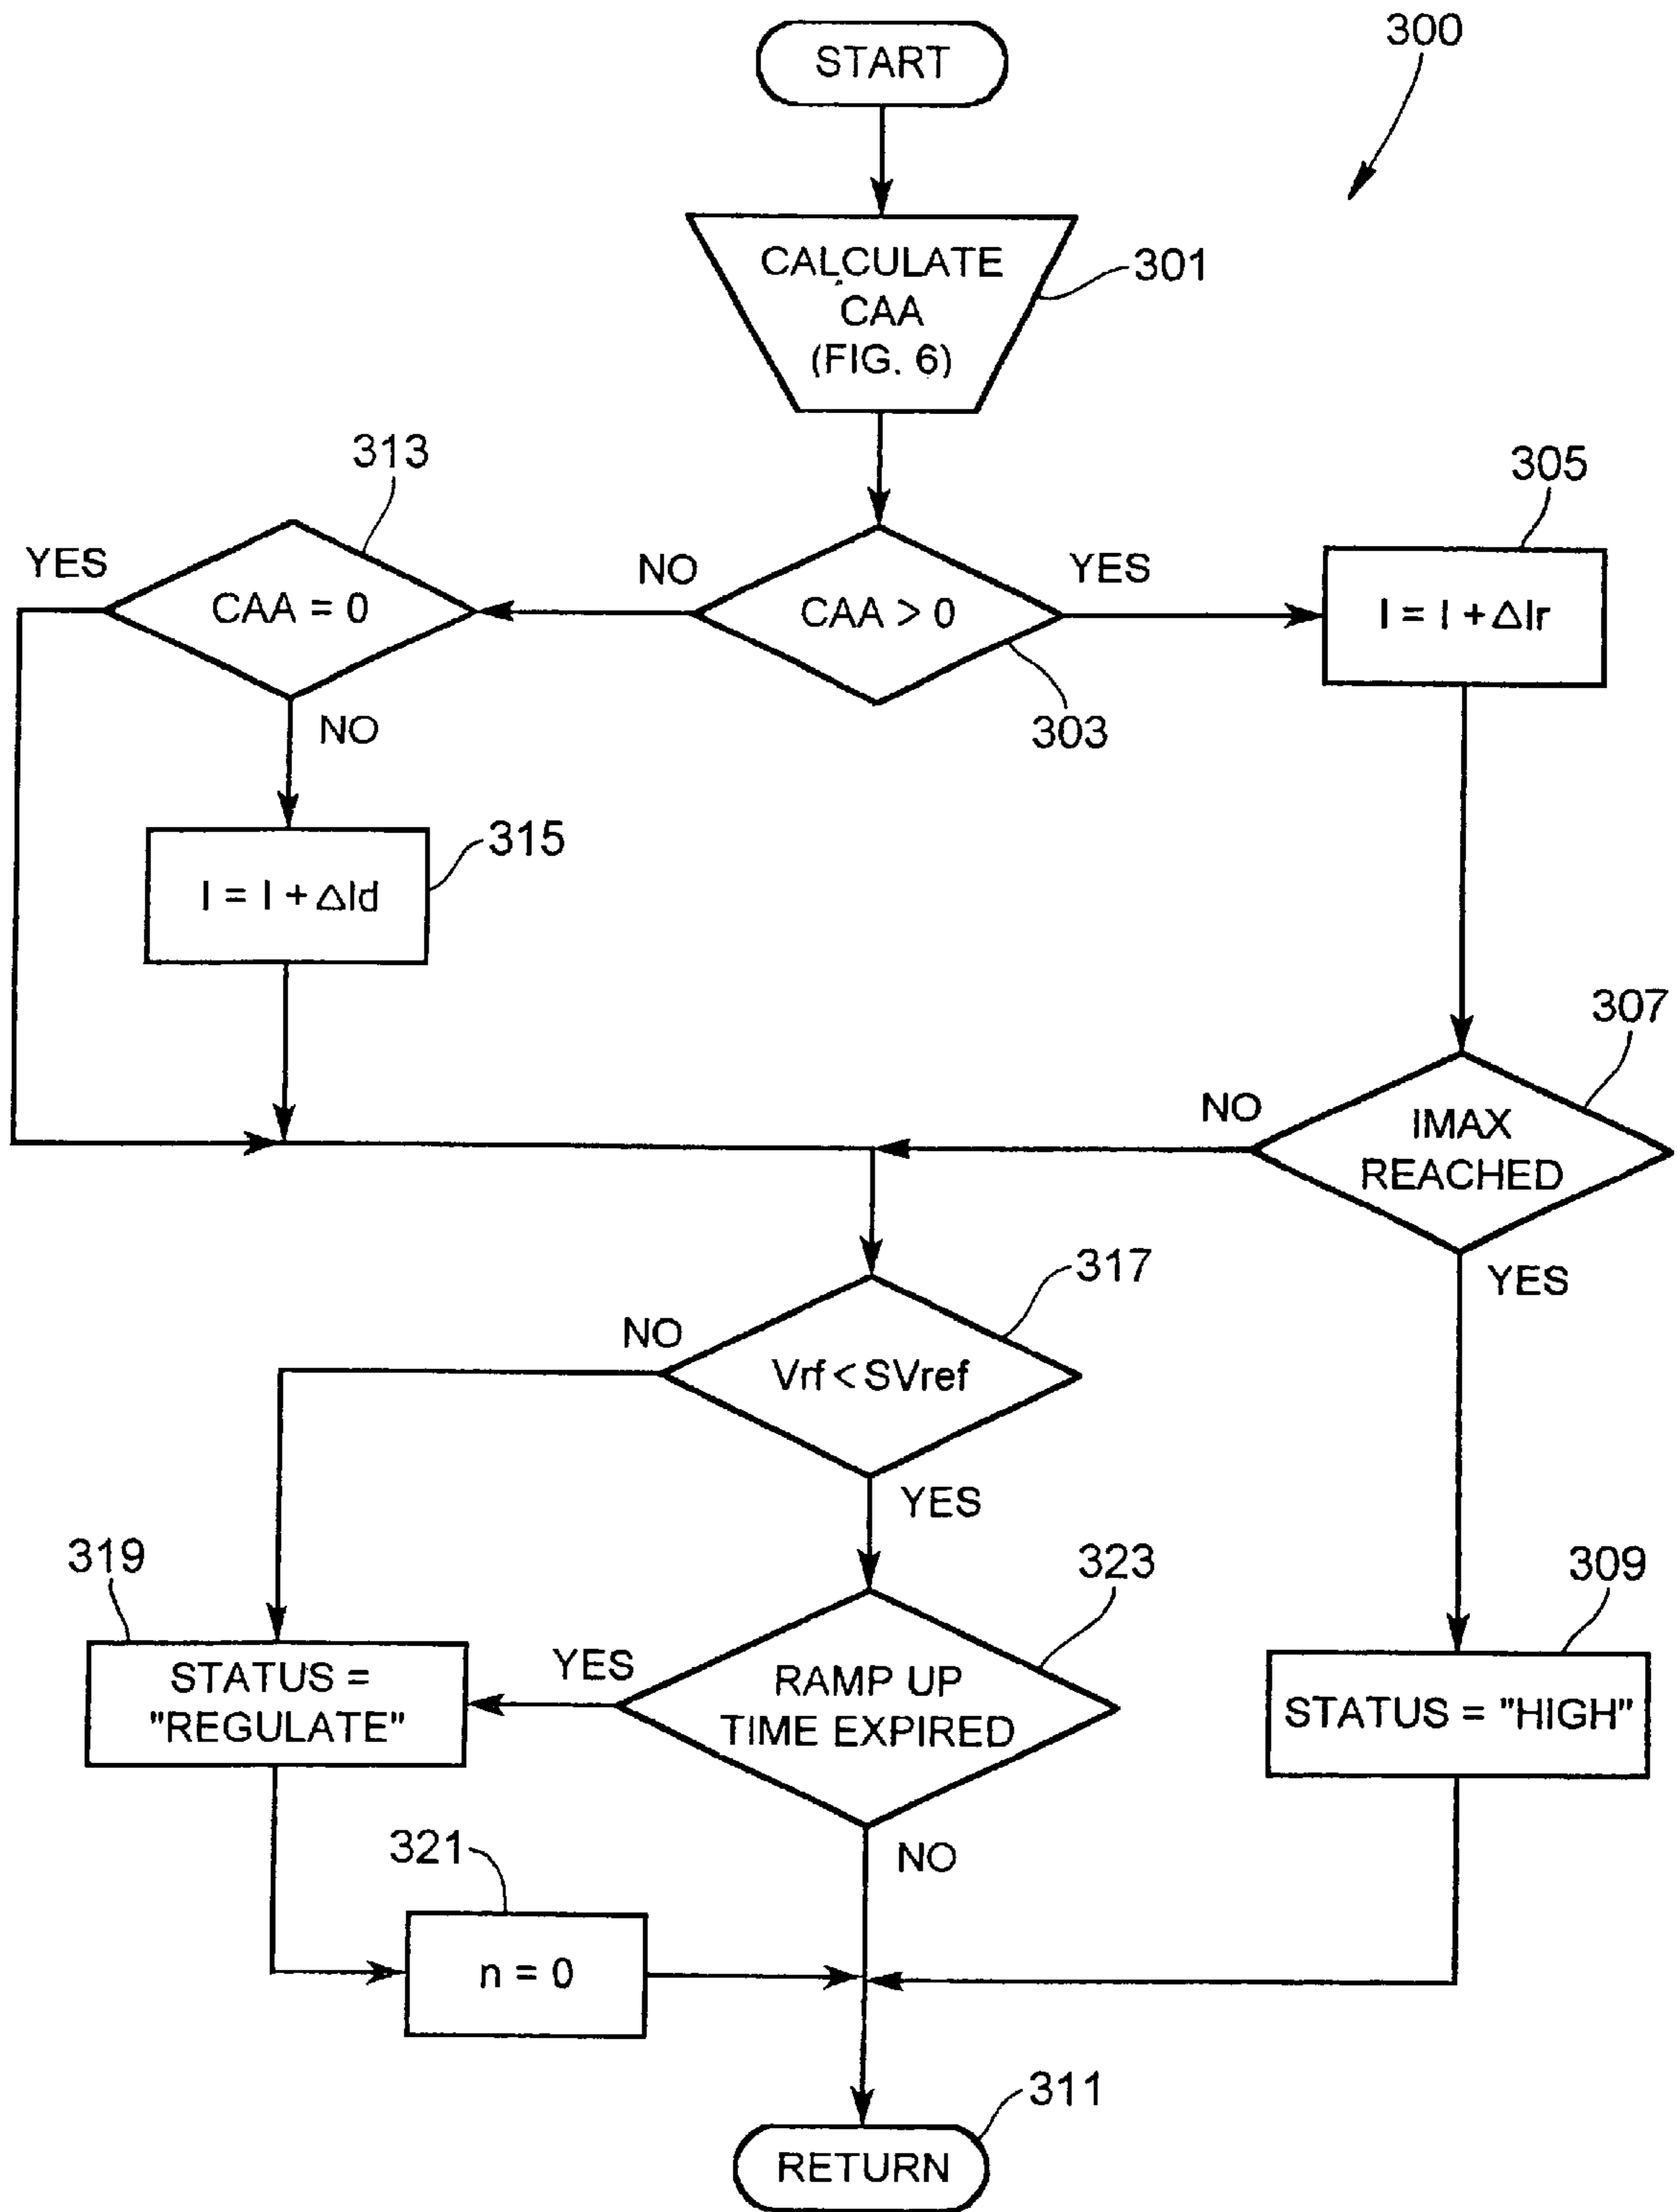 300
START
CALCULATE
CAA
(FIG. 6)
301
313
305
YES
CAA = 0
NO
CAA > 0
YES
I = I + ΔIr
303
NO
315
I = I + ΔId
307
NO
IMAX
REACHED
YES
317
NO
Vrf < SVref
YES
319
323
309
STATUS =
"REGULATE"
YES
RAMP UP
TIME EXPIRED
STATUS = "HIGH"
NO
321
n = 0
311
RETURN